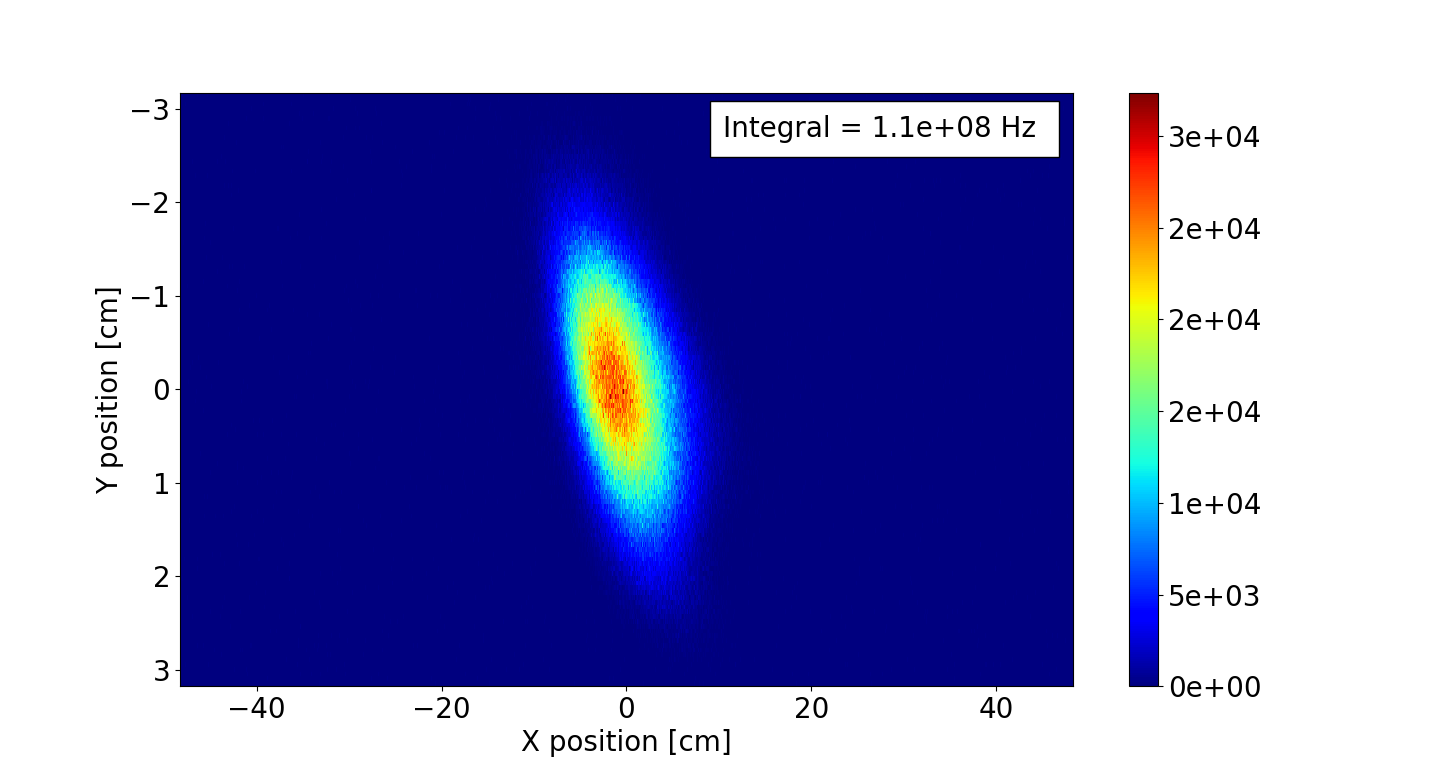 Integral = 1.1e+08 Hz
−3
−2
−1
0
1
2
3
Y position [cm]
−40
−20
0
20
40
X position [cm]
3e+04
2e+04
2e+04
2e+04
1e+04
5e+03
0e+00